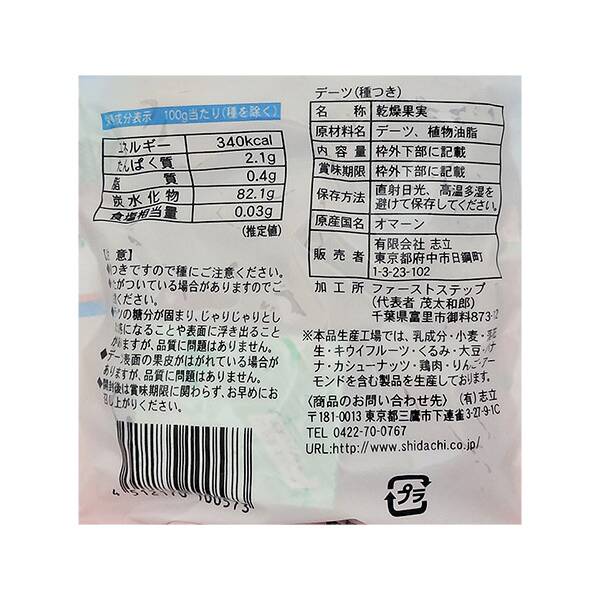 成分表示 100g当たり(種を除く)
エネルギー 340kcal
たんぱく質 2.1g
脂質 0.4g
炭水化物 82.1g
食塩相当量 0.03g
(推定値)
意】
つきですので種にご注意ください。
がついている場合がありますのでご
ください。
の糖分が固まり、じゃりじゃりとし
になることや表面に浮き出ること
がありますが、品質に問題はありません。
◆デーツ表面の果皮がはがれている場合が
ありますが、品質に問題はありません。
◆開封後は賞味期限に関わらず、お早めにお
召し上がりください。
デーツ(種つき)
名称 乾燥果実
原材料名 デーツ、植物油脂
内容量 枠外下部に記載
賞味期限 枠外下部に記載
保存方法 直射日光、高温多湿を
避けて保存してください。
原産国名 オマーン
販売者 有限会社 志立
東京都府中市日鋼町
1-3-23-102
加工所 ファーストステップ
(代表者 茂太和郎)
千葉県富里市御料873-12
※本品生産工場では、乳成分・小麦・落花
生・キウイフルーツ・くるみ・大豆・バナ
ナ・カシューナッツ・鶏肉・りんご・アー
モンドを含む製品を生産しております。
〈商品のお問い合わせ先〉(有)志立
〒181-0013 東京都三鷹市下連雀3-27-9-1C
TEL 0422-70-0767
URL:http://www.shidachi.co.jp/
プラ